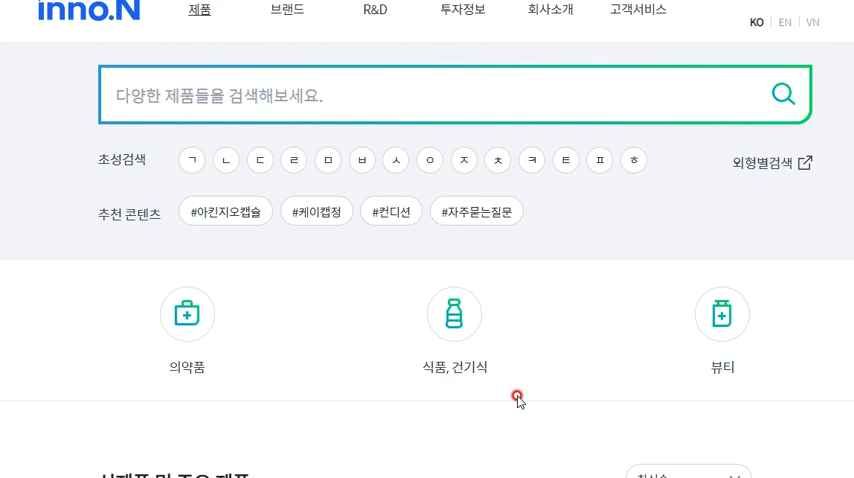 inno.N
제품 브랜드 R&D 투자정보 회사소개 고객서비스
KO EN VN
다양한 제품들을 검색해보세요.
초성검색 ㄱ ㄴ ㄷ ㄹ ㅁ ㅂ ㅅ ㅇ ㅈ ㅊ ㅋ ㅌ ㅍ ㅎ 외형별검색
추천 콘텐츠 #아킨지오캡슐 #케이캡정 #컨디션 #자주묻는질문
의약품 식품, 건기식 뷰티